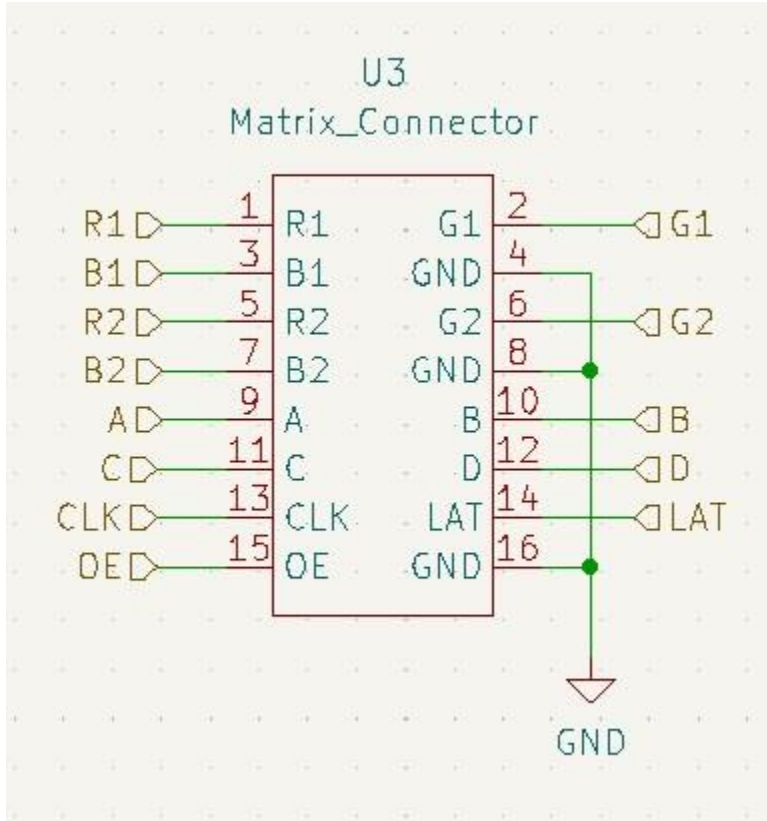 U3
Matrix_Connector
R1 1 R1 G1 2 G1
B1 3 B1 GND 4
R2 5 R2 G2 6 G2
B2 7 B2 GND 8
A 9 A B 10 B
C 11 C D 12 D
CLK 13 CLK LAT 14 LAT
OE 15 OE GND 16
GND